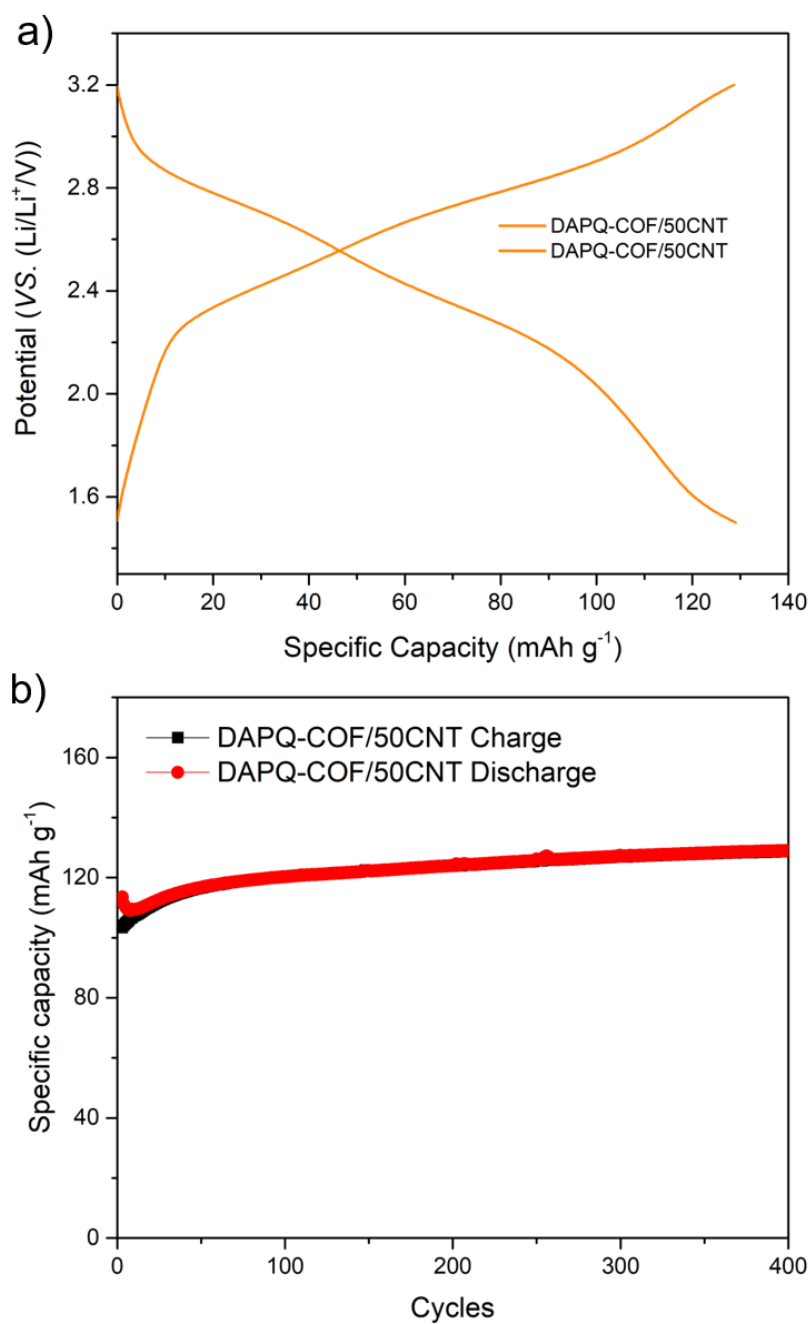 a)
3.2
2.8
2.4
2.0
1.6
Potential (VS. (Li/Li⁺/V))
DAPQ-COF/50CNT
DAPQ-COF/50CNT
0 20 40 60 80 100 120 140
Specific Capacity (mAh g⁻¹)
b)
160
120
80
40
0
Specific capacity (mAh g⁻¹)
DAPQ-COF/50CNT Charge
DAPQ-COF/50CNT Discharge
0 100 200 300 400
Cycles